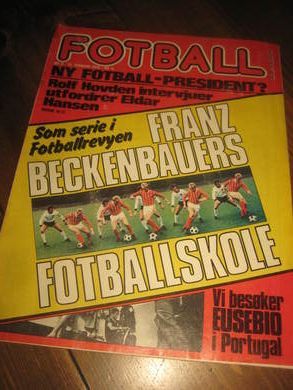 FOTBALL
NY FOTBALL-PRESIDENT?
Rolf Hovden intervjuer
utfordrer Eldar
Hansen
Som serie i
Fotballrevyen
FRANZ
BECKENBAUERS
FOTBALLSKOLE
Vi besøker
EUSEBIO
i Portugal